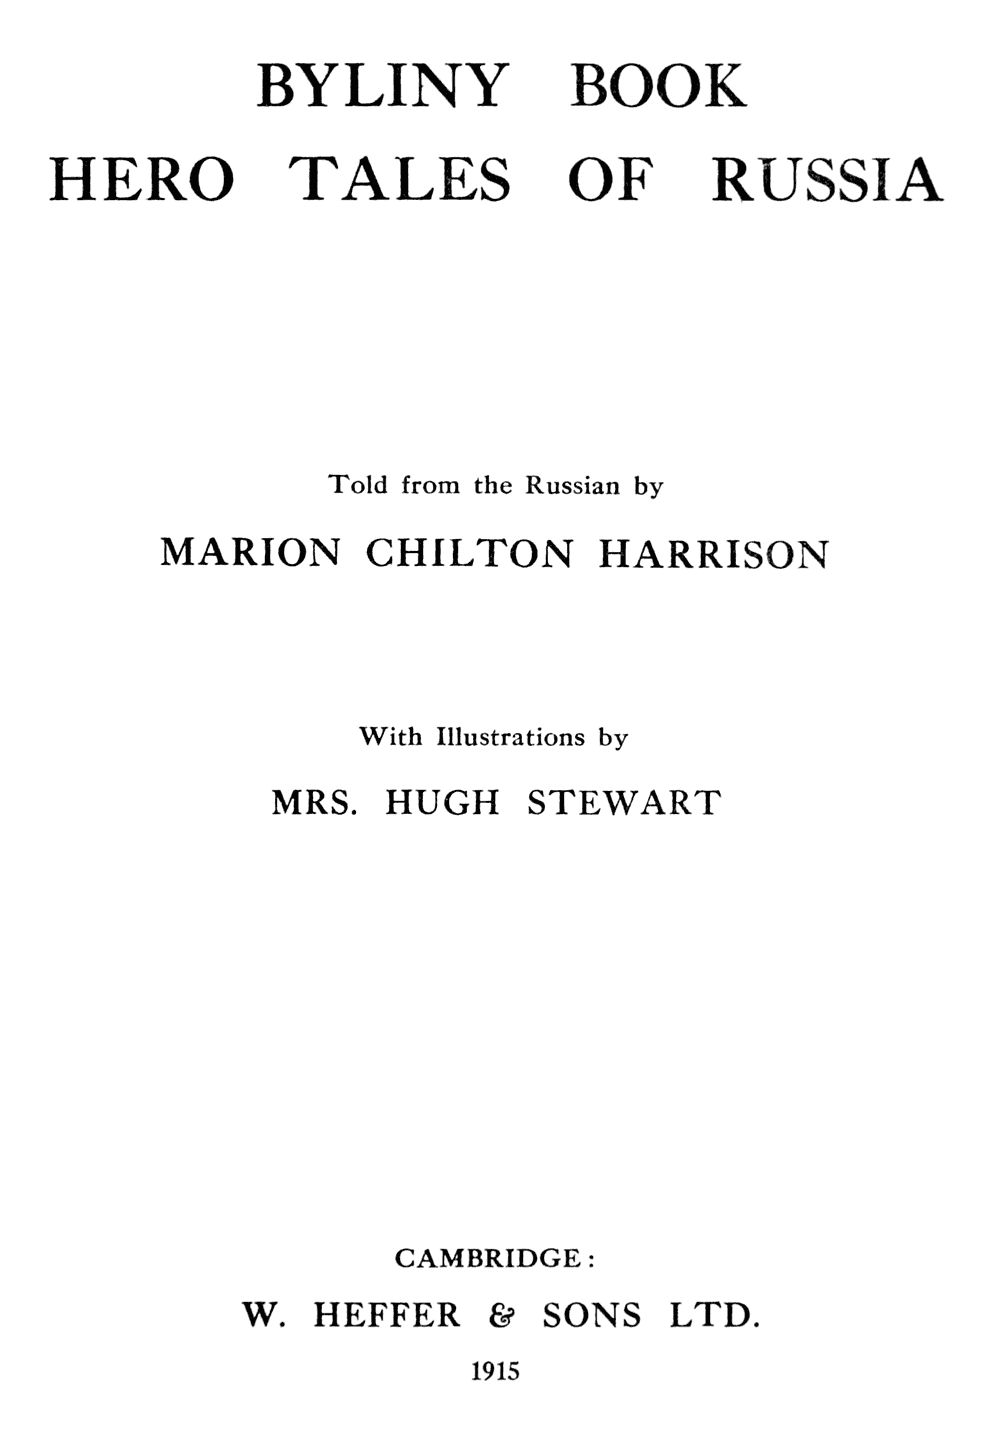 BYLINY BOOK
HERO TALES OF RUSSIA
Told from the Russian by
MARION CHILTON HARRISON
With Illustrations by
MRS. HUGH STEWART
CAMBRIDGE:
W. HEFFER & SONS LTD.
1915